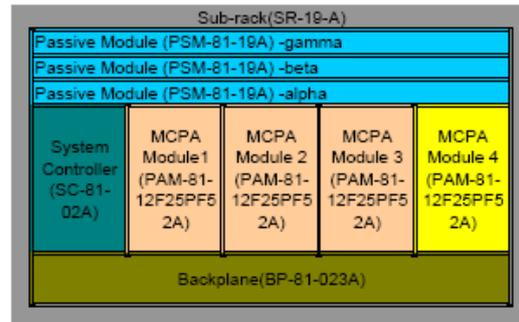 Sub-rack(SR-19-A)
Passive Module (PSM-81-19A) -gamma
Passive Module (PSM-81-19A) -beta
Passive Module (PSM-81-19A) -alpha
System
Controller
(SC-81-
02A)
MCPA
Module1
(PAM-81-
12F25PF5
2A)
MCPA
Module 2
(PAM-81-
12F25PF5
2A)
MCPA
Module 3
(PAM-81-
12F25PF5
2A)
MCPA
Module 4
(PAM-81-
12F25PF5
2A)
Backplane(BP-81-023A)